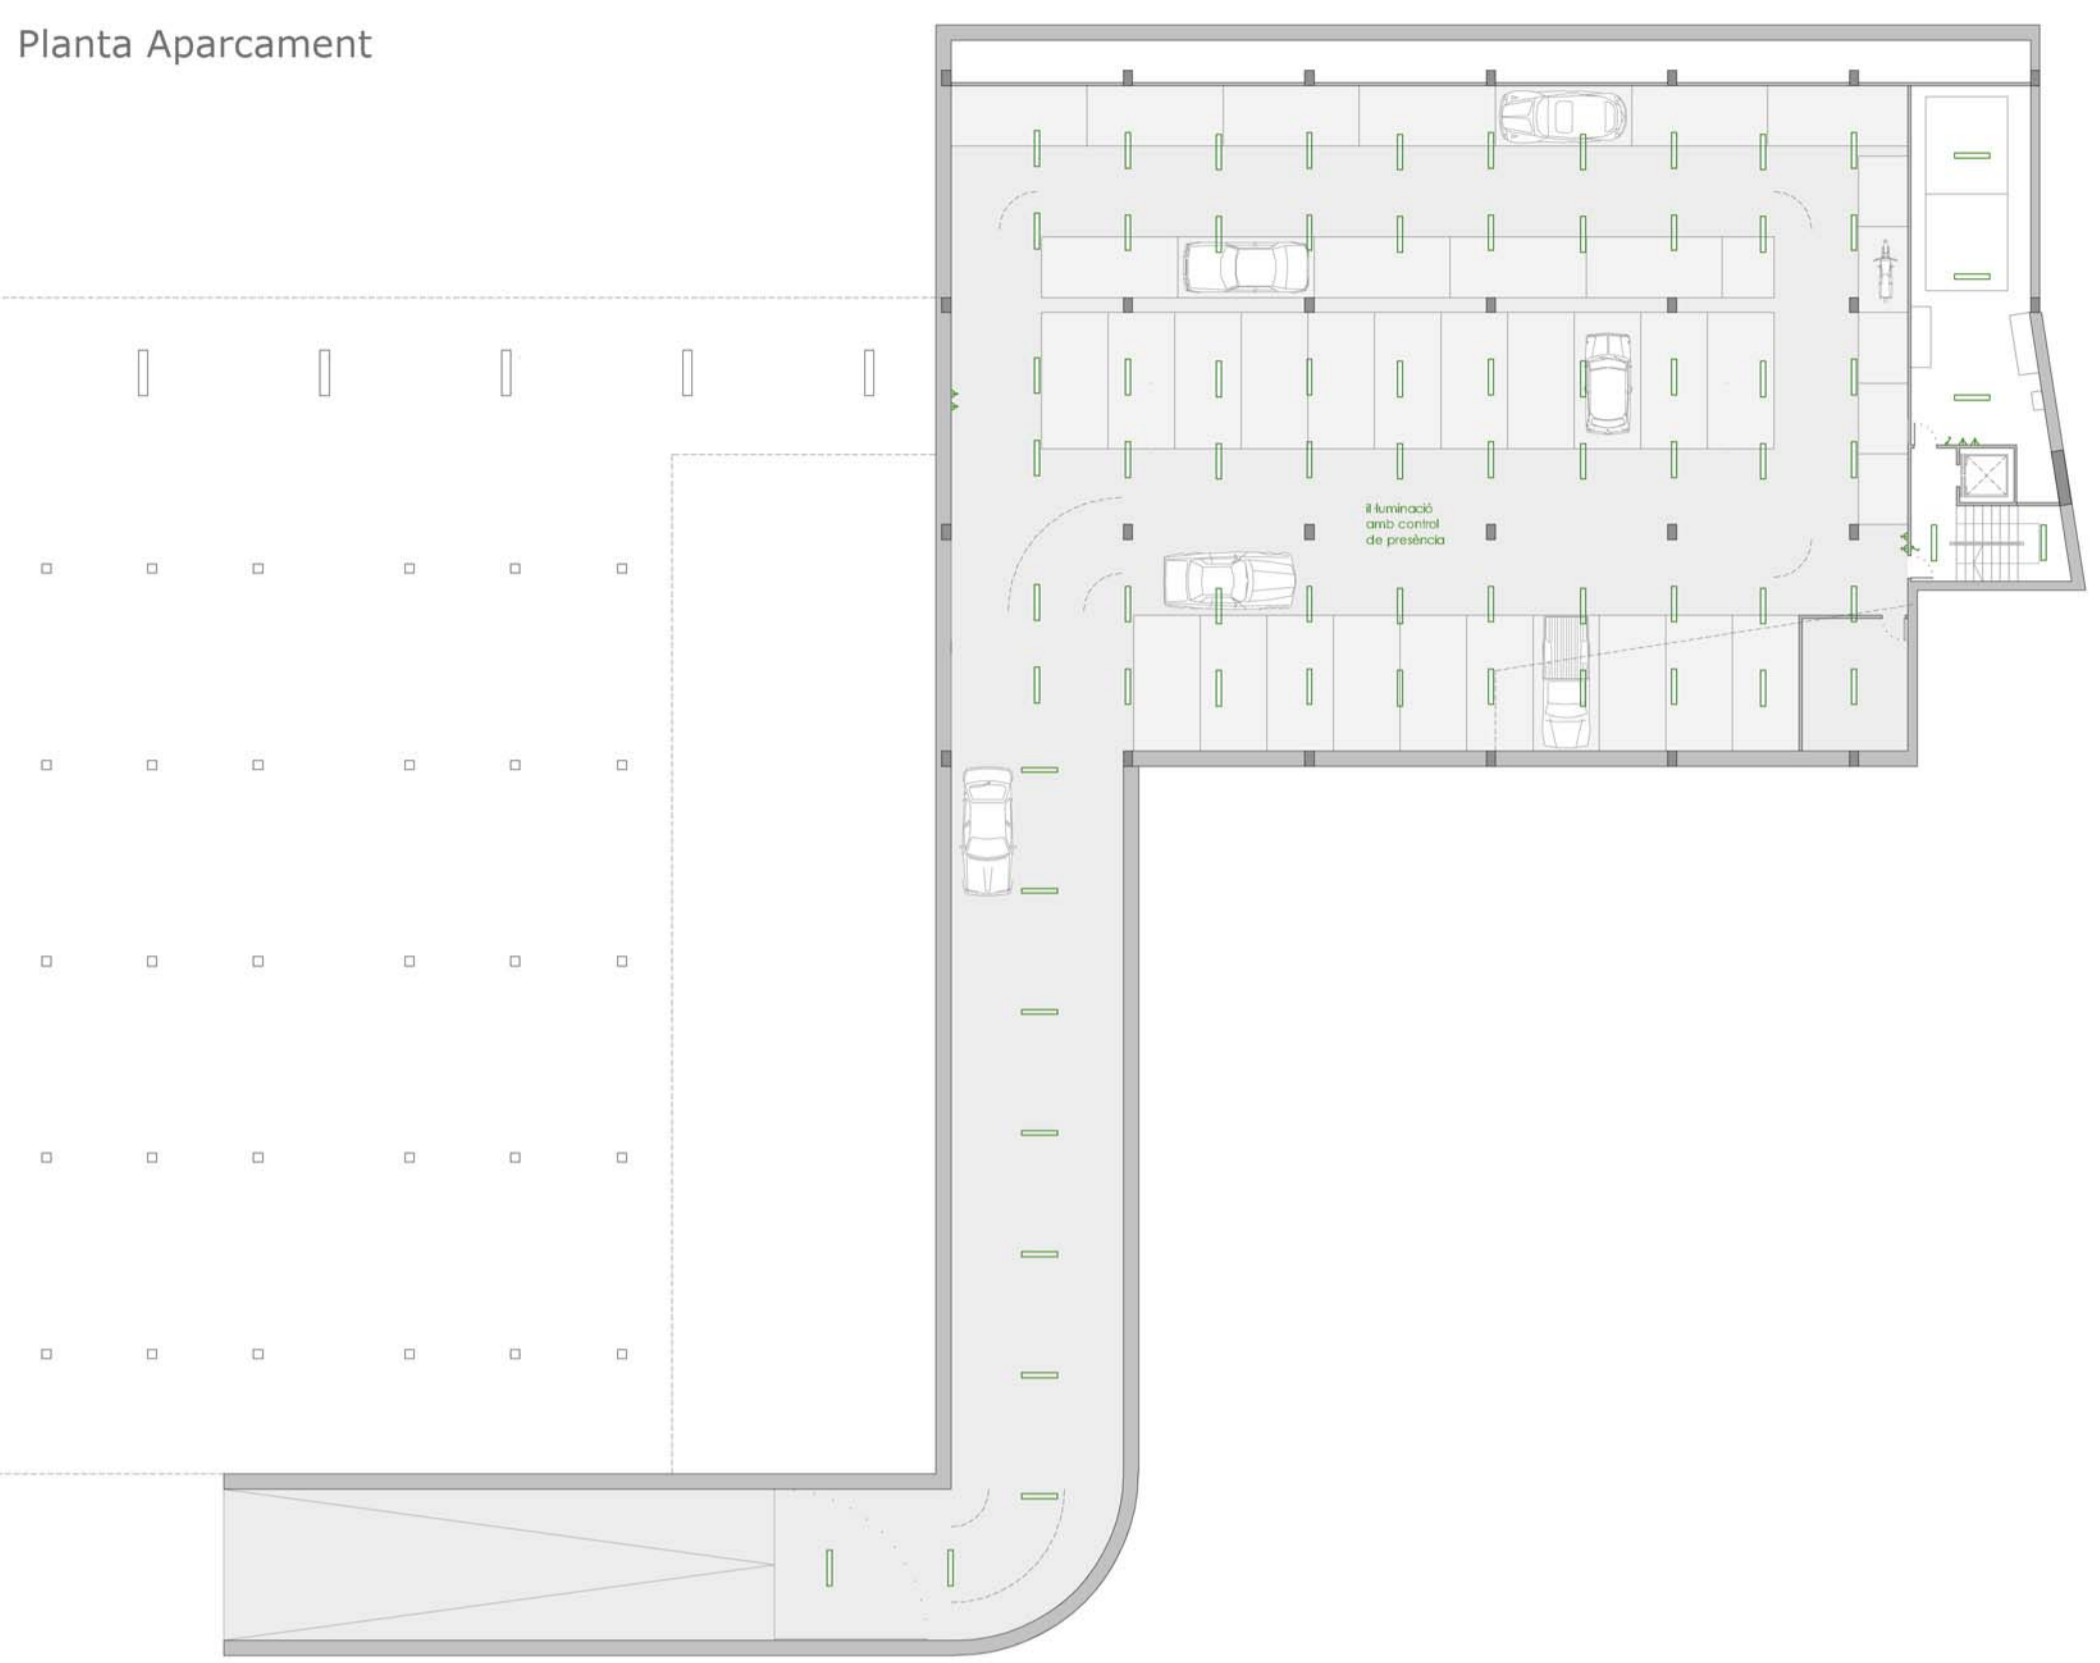 Planta Aparcament
il·luminació
amb control
de presència